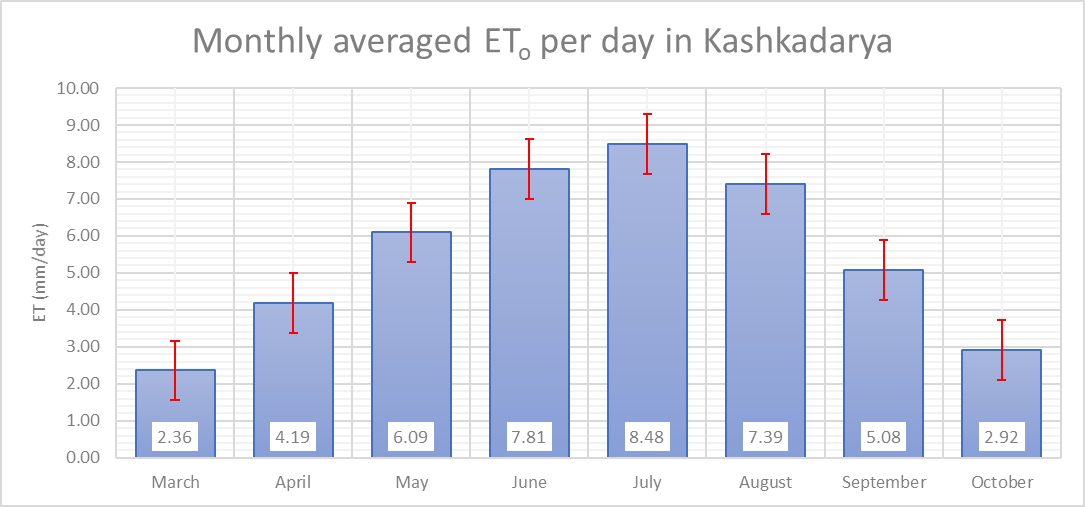 Monthly averaged ETo per day in Kashkadarya
10.00
9.00
8.00
7.00
6.00
5.00
4.00
3.00
2.00
1.00
0.00
ET (mm/day)
2.36 4.19 6.09 7.81 8.48 7.39 5.08 2.92
March April May June July August September October